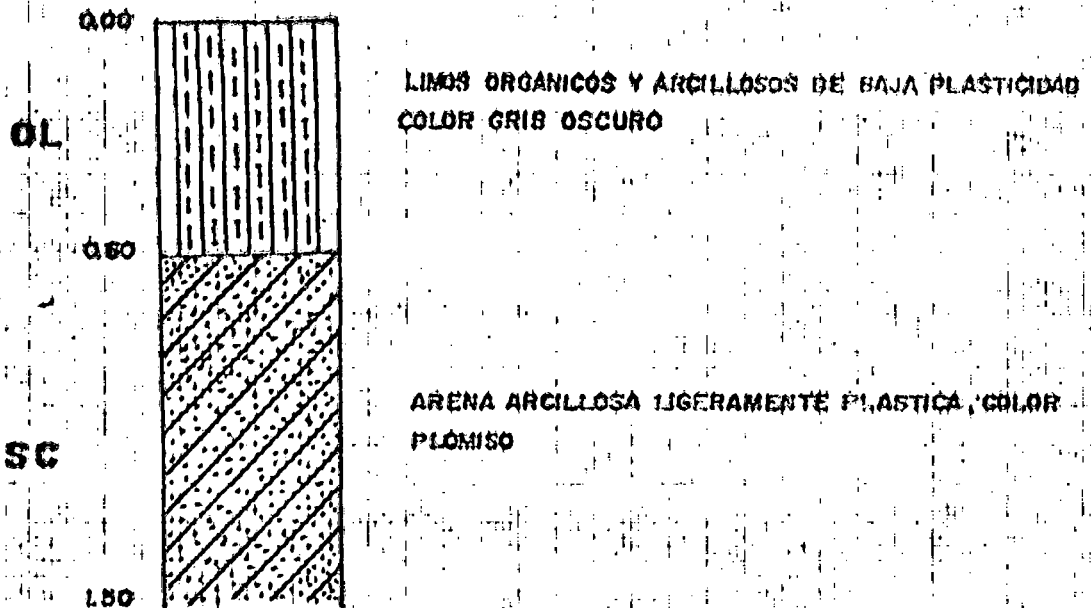 0.00
LIMOS ORGANICOS Y ARCILLOSOS DE BAJA PLASTICIDAD
COLOR GRIS OSCURO
OL
0.60
ARENA ARCILLOSA LIGERAMENTE PLASTICA, COLOR
PLOMISO
SC
1.50